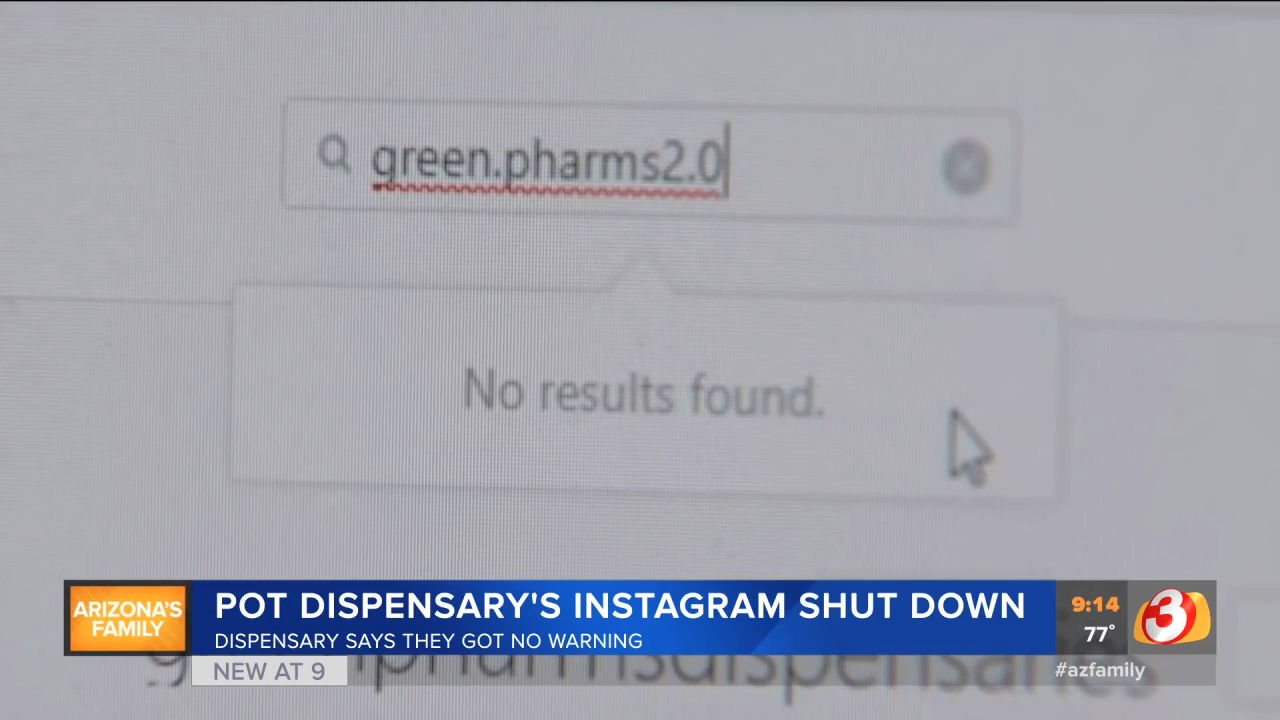 green.pharms2.0
No results found.
ARIZONA'S
FAMILY
POT DISPENSARY'S INSTAGRAM SHUT DOWN
DISPENSARY SAYS THEY GOT NO WARNING
9:14
77°
3
NEW AT 9
#azfamily